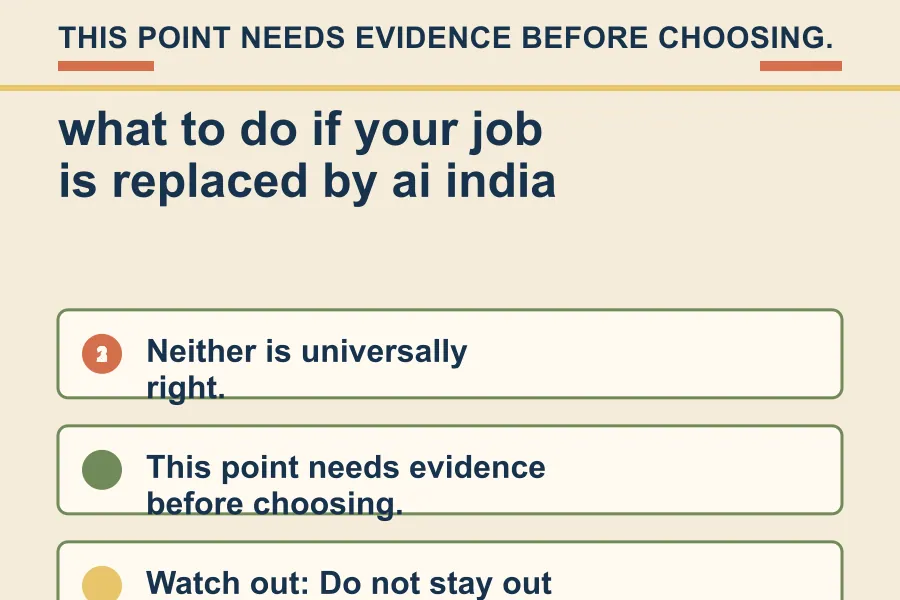 THIS POINT NEEDS EVIDENCE BEFORE CHOOSING.
what to do if your job
is replaced by ai india
Neither is universally
right.
This point needs evidence
before choosing.
Watch out: Do not stay out